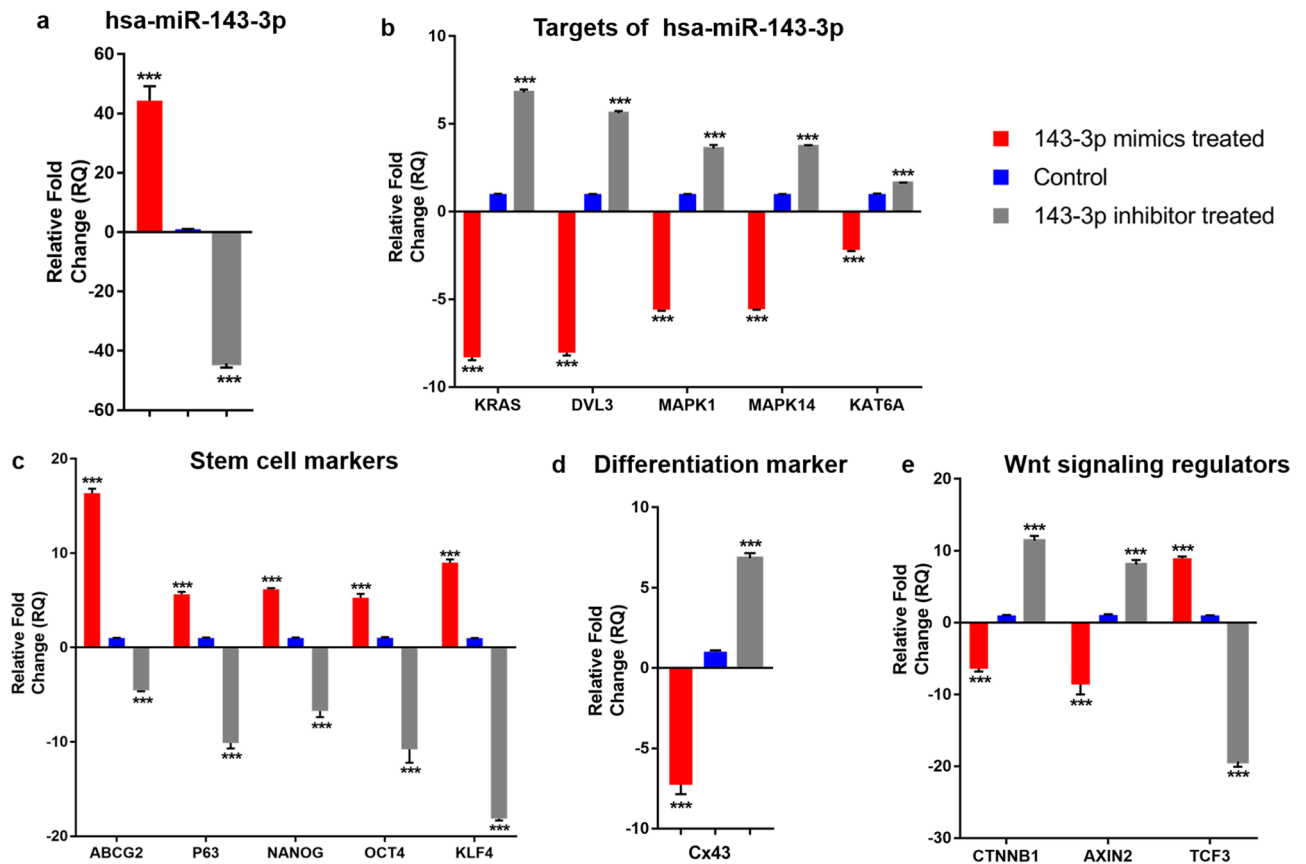 a hsa-miR-143-3p
60
40
20
0
-20
-40
-60
Relative Fold
Change (RQ)
***
***
b Targets of hsa-miR-143-3p
10
5
0
-5
-10
Relative Fold
Change (RQ)
*** *** *** *** ***
*** *** *** *** ***
KRAS DVL3 MAPK1 MAPK14 KAT6A
143-3p mimics treated
Control
143-3p inhibitor treated
c Stem cell markers
20
10
0
-10
-20
Relative Fold
Change (RQ)
*** *** *** *** ***
*** *** *** *** ***
ABCG2 P63 NANOG OCT4 KLF4
d Differentiation marker
10
5
0
-5
-10
Relative Fold
Change (RQ)
***
***
Cx43
e Wnt signaling regulators
20
10
0
-10
-20
-30
Relative Fold
Change (RQ)
*** *** ***
*** *** ***
CTNNB1 AXIN2 TCF3